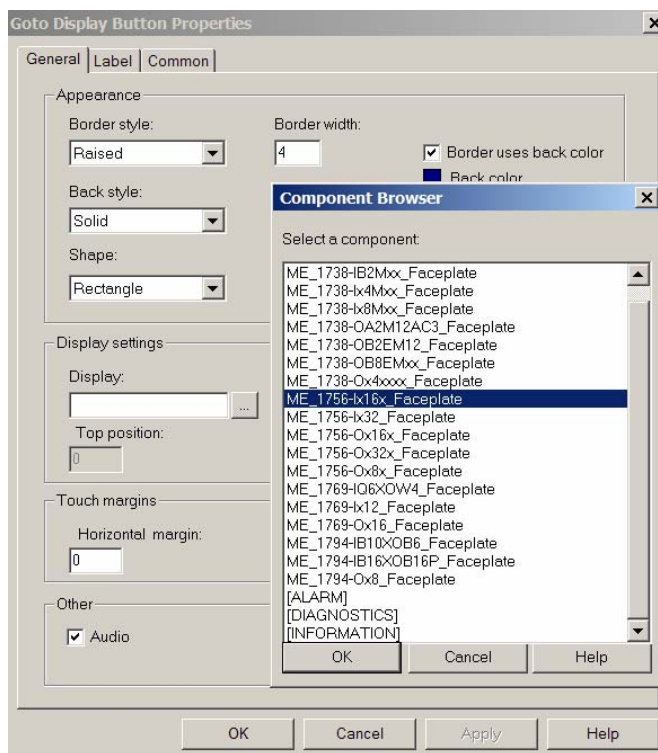 Goto Display Button Properties
General Label Common
Appearance
Border style:
Border width:
Raised
4
Border uses back color
Back style:
Back color
Solid
Shape:
Rectangle
Display settings
Display:
...
Top position:
0
Touch margins
Horizontal margin:
0
Other
Audio
OK Cancel Apply Help
Component Browser
Select a component:
ME_1738-IB2Mxx_Faceplate
ME_1738-Ix4Mxx_Faceplate
ME_1738-Ix8Mxx_Faceplate
ME_1738-OA2M12AC3_Faceplate
ME_1738-OB2EM12_Faceplate
ME_1738-OB8EMxx_Faceplate
ME_1738-Ox4xxxx_Faceplate
ME_1756-Ix16x_Faceplate
ME_1756-Ix32_Faceplate
ME_1756-Ox16x_Faceplate
ME_1756-Ox32x_Faceplate
ME_1756-Ox8x_Faceplate
ME_1769-IQ6XOW4_Faceplate
ME_1769-Ix12_Faceplate
ME_1769-Ox16_Faceplate
ME_1794-IB10XOB6_Faceplate
ME_1794-IB16XOB16P_Faceplate
ME_1794-Ox8_Faceplate
[ALARM]
[DIAGNOSTICS]
[INFORMATION]
OK Cancel Help